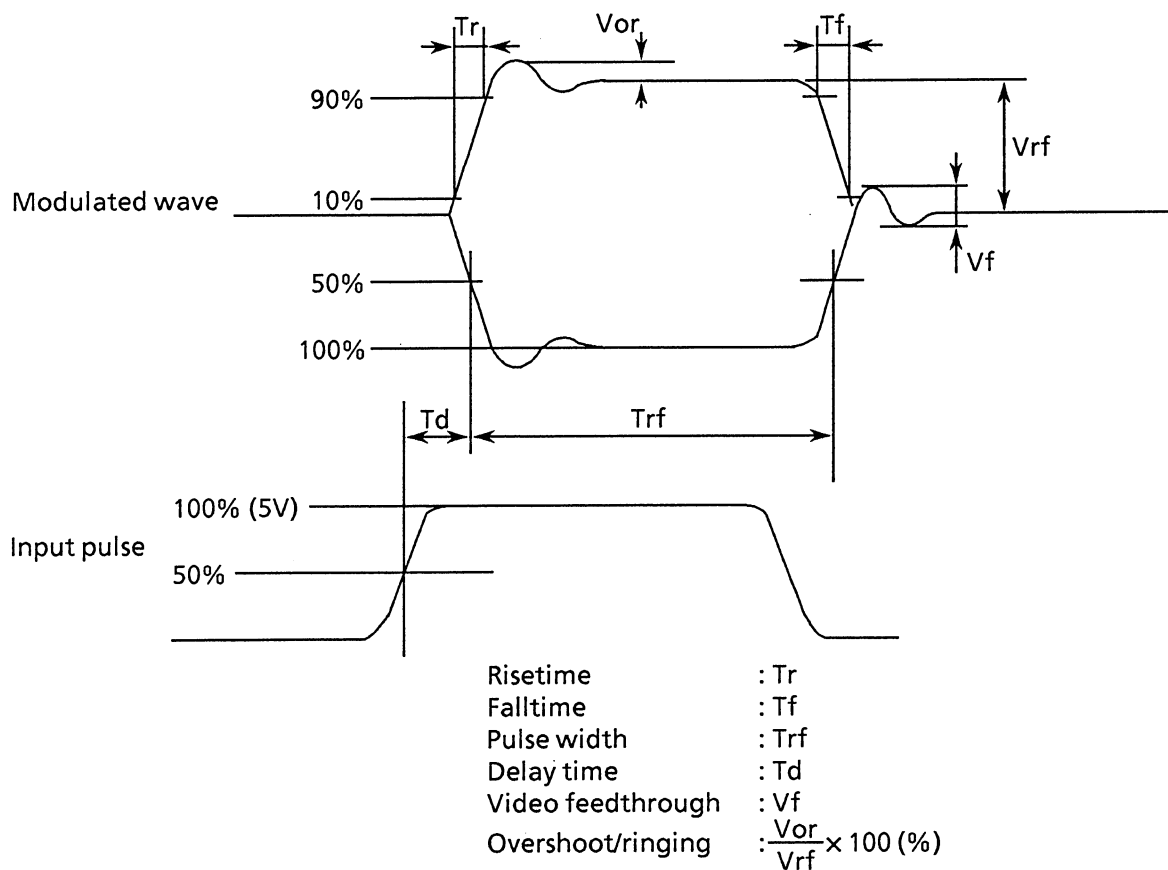 Tr
Vor
Tf
90%
Vrf
Modulated wave
10%
Vf
50%
100%
Td
Trf
100% (5V)
Input pulse
50%
Risetime : Tr
Falltime : Tf
Pulse width : Trf
Delay time : Td
Video feedthrough : Vf
Overshoot/ringing : Vor/Vrf × 100 (%)